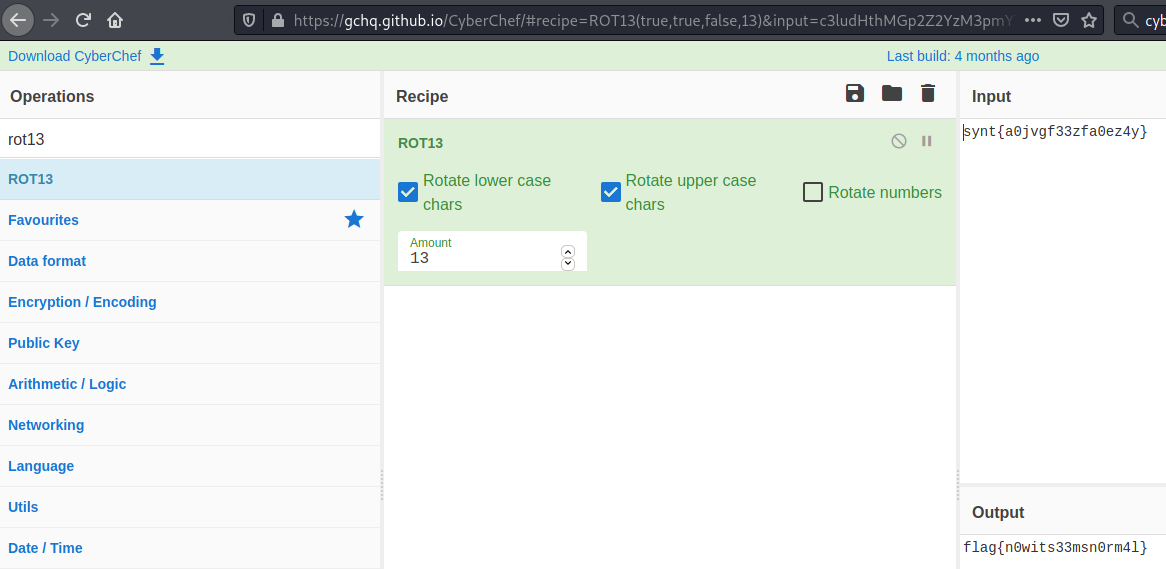 https://gchq.github.io/CyberChef/#recipe=ROT13(true,true,false,13)&input=c3ludHthMGp2Z2YzM3pmY
cyb
Download CyberChef
Last build: 4 months ago
Operations
Recipe
Input
rot13
ROT13
Favourites
Data format
Encryption / Encoding
Public Key
Arithmetic / Logic
Networking
Language
Utils
Date / Time
ROT13
Rotate lower case
chars
Rotate upper case
chars
Rotate numbers
Amount
13
synt{a0jvgf33zfa0ez4y}
Output
flag{n0wits33msn0rm4l}